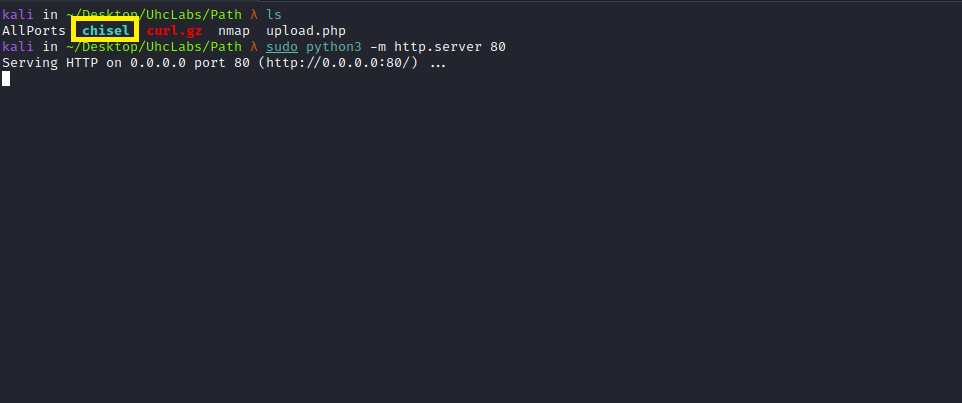 kali in ~/Desktop/UhcLabs/Path λ ls
AllPorts chisel curl.gz nmap upload.php
kali in ~/Desktop/UhcLabs/Path λ sudo python3 -m http.server 80
Serving HTTP on 0.0.0.0 port 80 (http://0.0.0.0:80/) ...